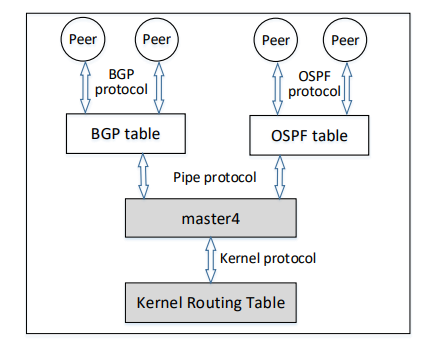 Peer
Peer
Peer
Peer
BGP
protocol
OSPF
protocol
BGP table
OSPF table
Pipe protocol
master4
Kernel protocol
Kernel Routing Table